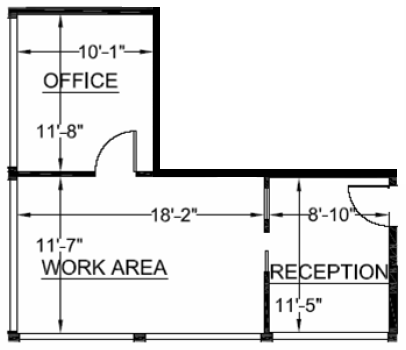 10'-1"
OFFICE
11'-8"
18'-2"
8'-10"
11'-7"
WORK AREA
RECEPTION
11'-5"